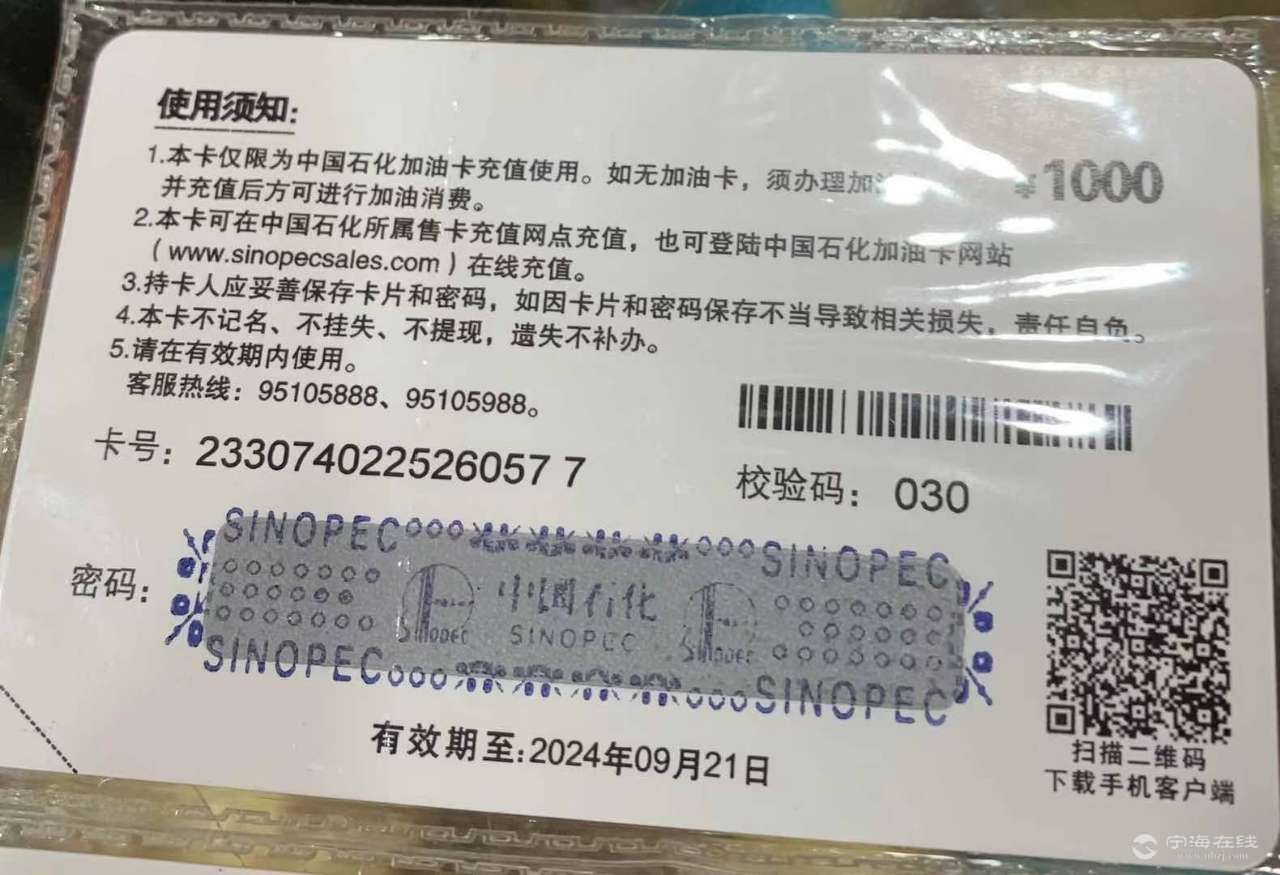 使用须知:
¥1000
1.本卡仅限为中国石化加油卡充值使用。如无加油卡，须办理加
并充值后方可进行加油消费。
2.本卡可在中国石化所属售卡充值网点充值，也可登陆中国石化加油卡网站
（www.sinopecsales.com）在线充值。
3.持卡人应妥善保存卡片和密码，如因卡片和密码保存不当导致相关损失，责任自负。
4.本卡不记名、不挂失、不提现，遗失不补办。
5.请在有效期内使用。
客服热线：95105888、95105988。
卡号：233074022526057 7
校验码：030
密码：
SINOPEC SINOPEC
SINOPEC 中国石化 SINOPEC
SINOPEC
SINOPEC SINOPEC
有效期至:2024年09月21日
扫描二维码
下载手机客户端
宁海在线
www.nhzj.com